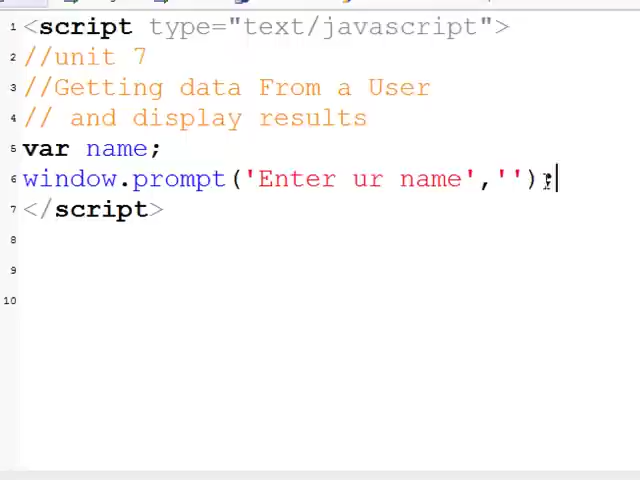 1 <script type="text/javascript">
2 //unit 7
3 //Getting data From a User
4 // and display results
5 var name;
6 window.prompt('Enter ur name','');
7 </script>
8
9
10